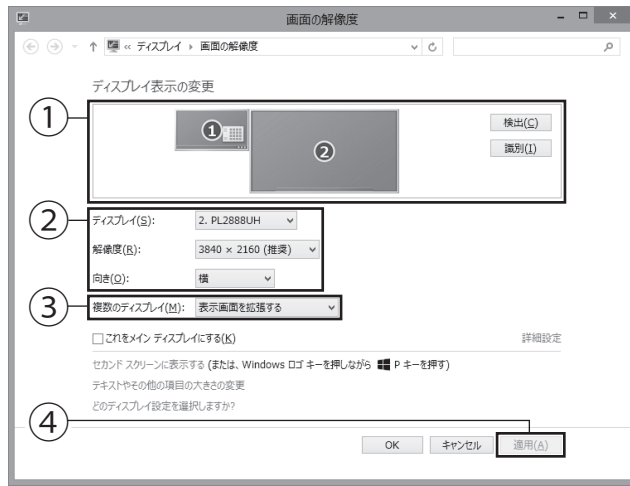 画面の解像度
« ディスプレイ ▸ 画面の解像度
ディスプレイ表示の変更
①
1
2
検出(C)
識別(I)
②
ディスプレイ(S): 2. PL2888UH
解像度(R): 3840 × 2160 (推奨)
向き(O): 横
③
複数のディスプレイ(M): 表示画面を拡張する
これをメイン ディスプレイにする(K) 詳細設定
セカンド スクリーンに表示する (または、Windows ロゴ キーを押しながら P キーを押す)
テキストやその他の項目の大きさの変更
どのディスプレイ設定を選択しますか?
④
OK キャンセル 適用(A)